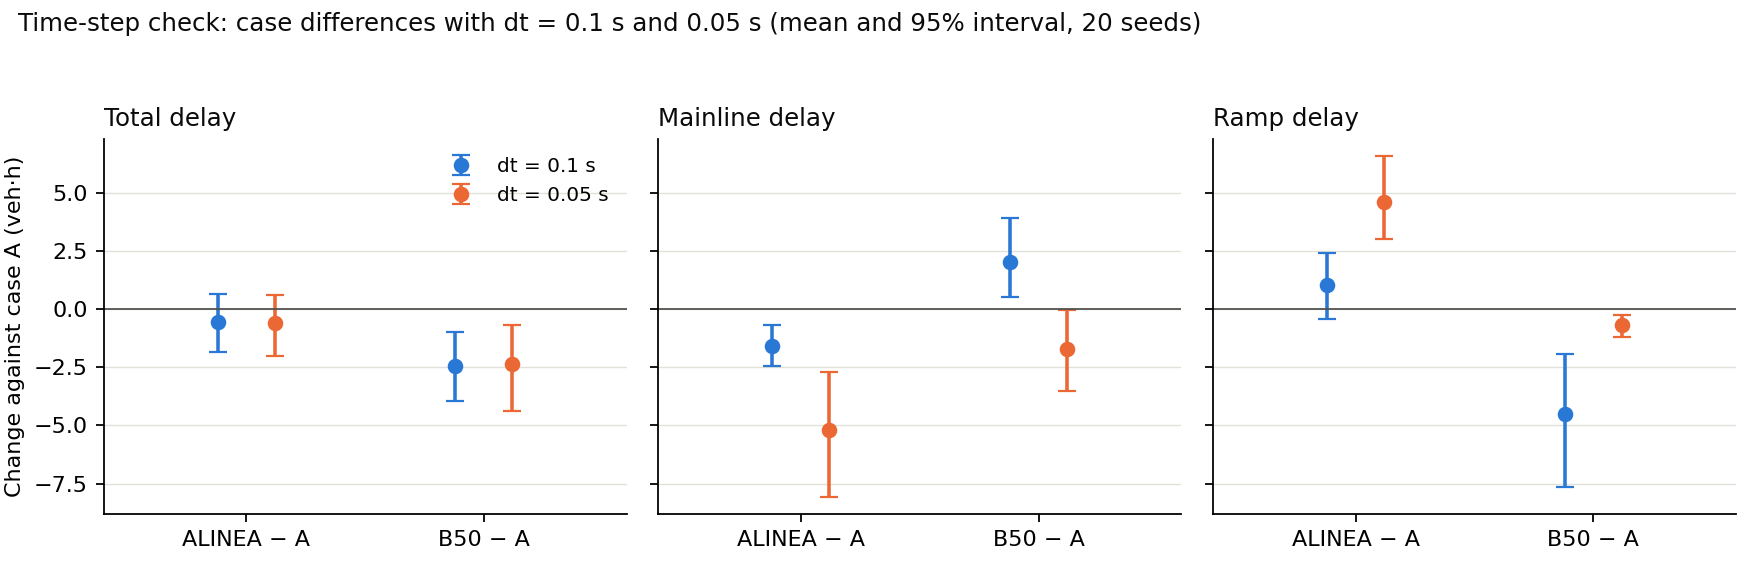 Time-step check: case differences with dt = 0.1 s and 0.05 s (mean and 95% interval, 20 seeds)
Total delay
Mainline delay
Ramp delay
Change against case A (veh·h)
dt = 0.1 s
dt = 0.05 s
5.0
2.5
0.0
−2.5
−5.0
−7.5
ALINEA − A
B50 − A
ALINEA − A
B50 − A
ALINEA − A
B50 − A